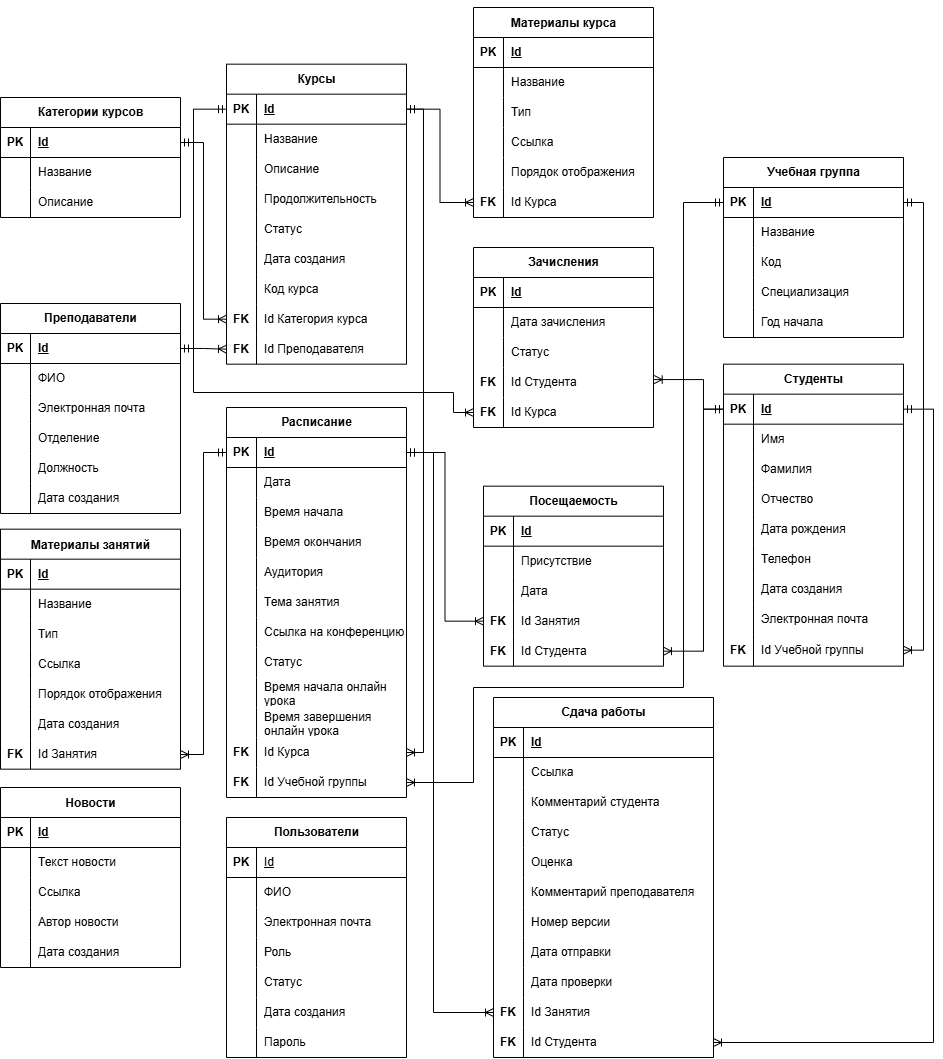 Материалы курса
PK Id
Название
Тип
Ссылка
Порядок отображения
FK Id Курса
Курсы
PK Id
Название
Описание
Продолжительность
Статус
Дата создания
Код курса
FK Id Категория курса
FK Id Преподавателя
Категории курсов
PK Id
Название
Описание
Учебная группа
PK Id
Название
Код
Специализация
Год начала
Зачисления
PK Id
Дата зачисления
Статус
FK Id Студента
FK Id Курса
Преподаватели
PK Id
ФИО
Электронная почта
Отделение
Должность
Дата создания
Студенты
PK Id
Имя
Фамилия
Отчество
Дата рождения
Телефон
Дата создания
Электронная почта
FK Id Учебной группы
Расписание
PK Id
Дата
Время начала
Время окончания
Аудитория
Тема занятия
Ссылка на конференцию
Статус
Время начала онлайн
урока
Время завершения
онлайн урока
FK Id Курса
FK Id Учебной группы
Посещаемость
PK Id
Присутствие
Дата
FK Id Занятия
FK Id Студента
Материалы занятий
PK Id
Название
Тип
Ссылка
Порядок отображения
Дата создания
FK Id Занятия
Сдача работы
PK Id
Ссылка
Комментарий студента
Статус
Оценка
Комментарий преподавателя
Номер версии
Дата отправки
Дата проверки
FK Id Занятия
FK Id Студента
Новости
PK Id
Текст новости
Ссылка
Автор новости
Дата создания
Пользователи
PK Id
ФИО
Электронная почта
Роль
Статус
Дата создания
Пароль